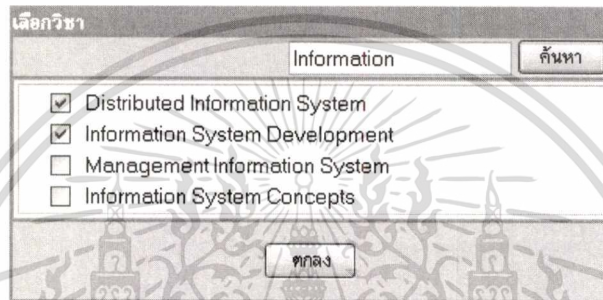 เลือกวิชา
Information ค้นหา
Distributed Information System
Information System Development
Management Information System
Information System Concepts
ตกลง